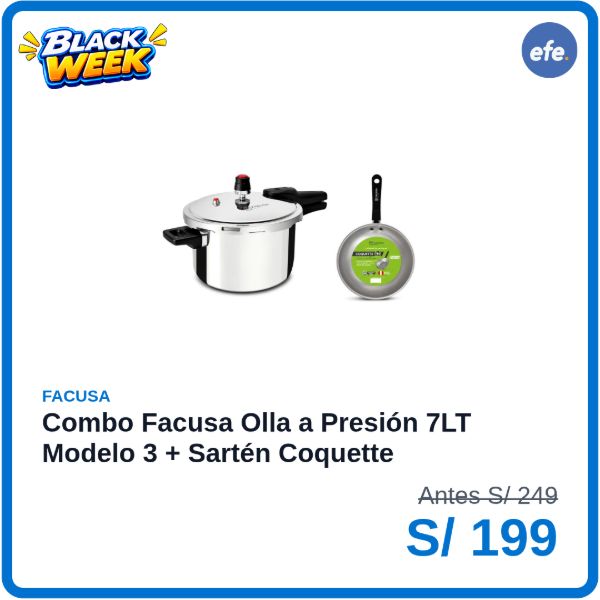 BLACK
WEEK
efe.
FACUSA
Combo Facusa Olla a Presión 7LT
Modelo 3 + Sartén Coquette
Antes S/ 249
S/ 199